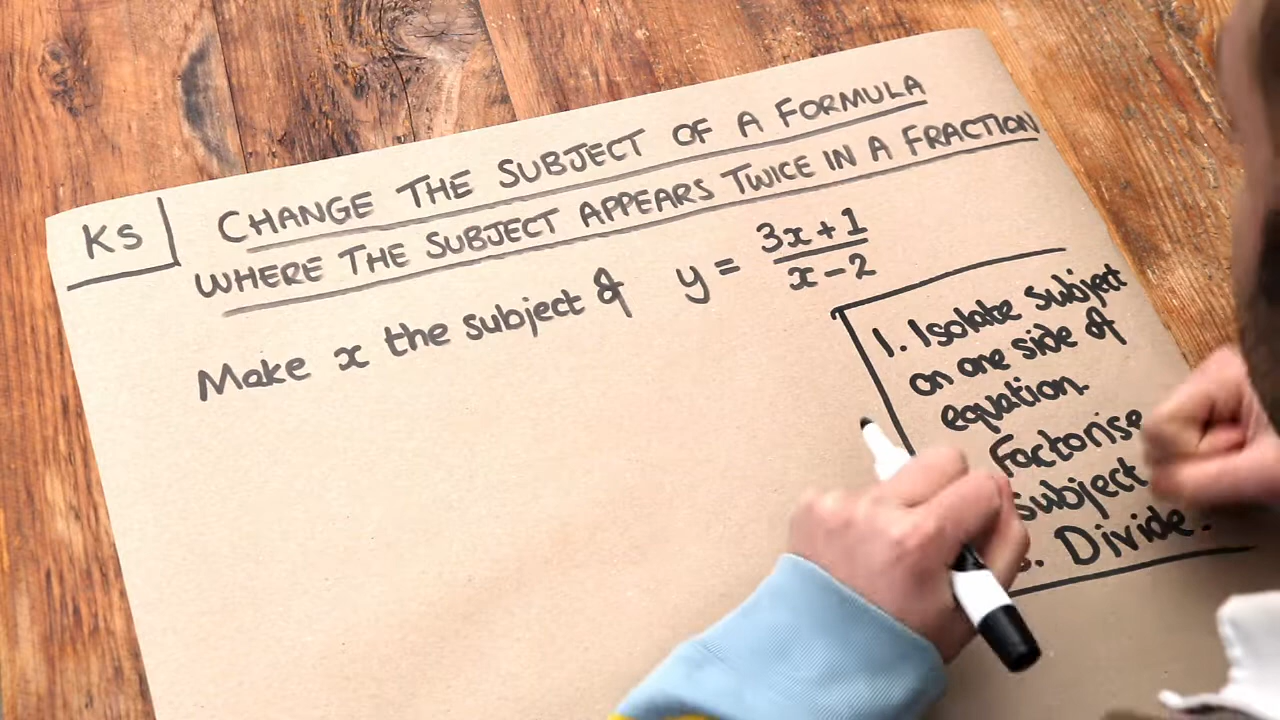 KS
CHANGE THE SUBJECT OF A FORMULA
WHERE THE SUBJECT APPEARS TWICE IN A FRACTION
Make x the subject of y = 3x+1
x-2
1. Isolate subject
on one side of
equation.
Factorise
subject
. Divide.